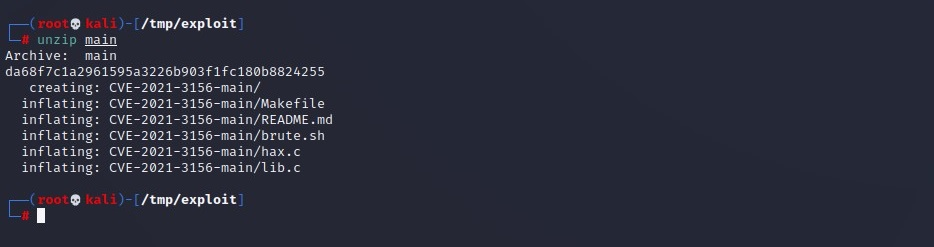 ┌──(root💀kali)-[/tmp/exploit]
└─# unzip main
Archive:  main
da68f7c1a2961595a3226b903f1fc180b8824255
   creating: CVE-2021-3156-main/
  inflating: CVE-2021-3156-main/Makefile
  inflating: CVE-2021-3156-main/README.md
  inflating: CVE-2021-3156-main/brute.sh
  inflating: CVE-2021-3156-main/hax.c
  inflating: CVE-2021-3156-main/lib.c
┌──(root💀kali)-[/tmp/exploit]
└─#